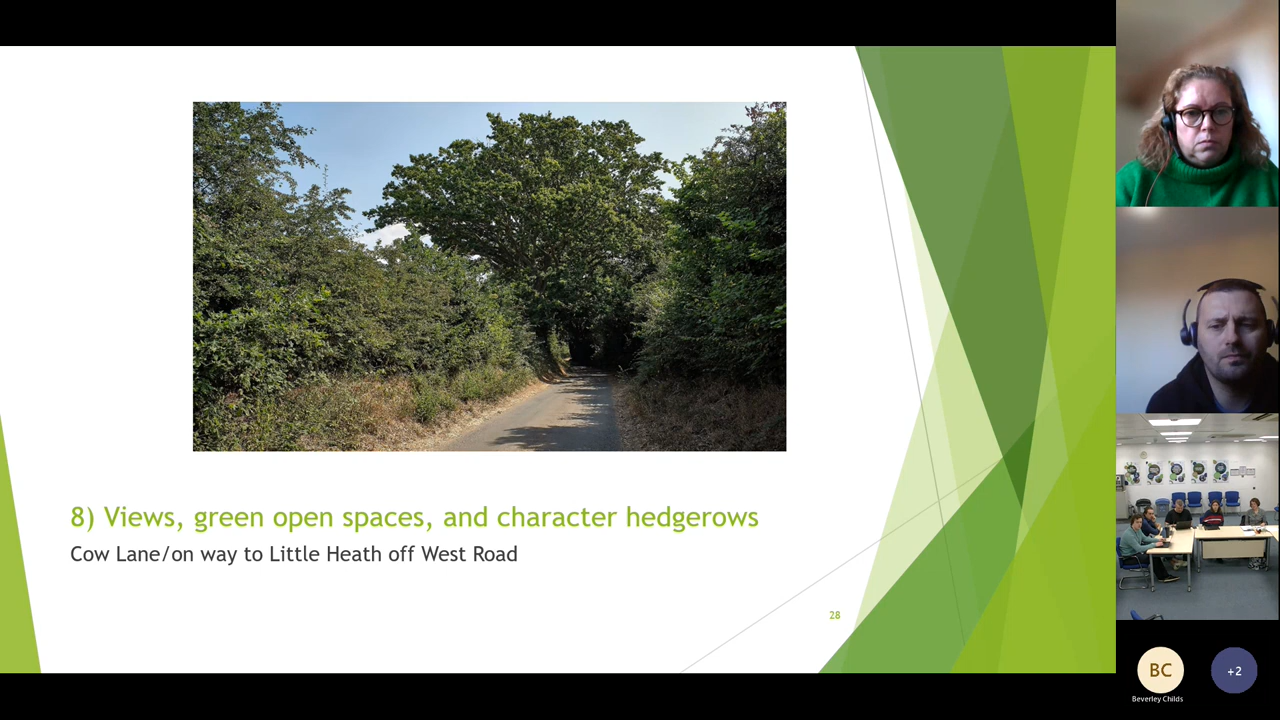 8) Views, green open spaces, and character hedgerows
Cow Lane/on way to Little Heath off West Road
28
BC
+2
Beverley Childs